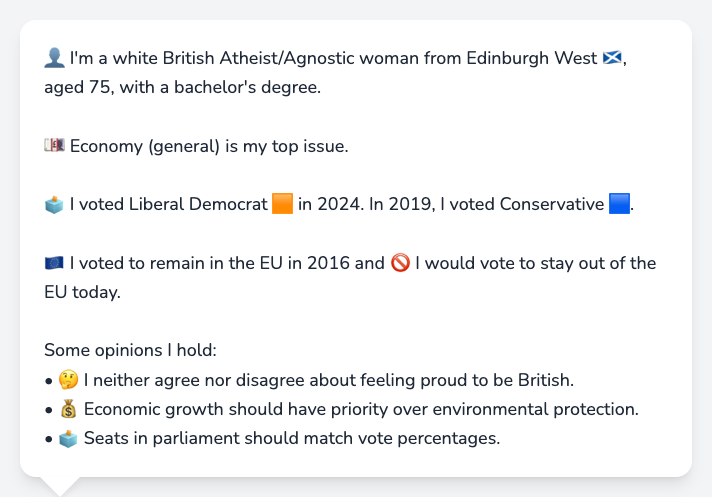 👤 I'm a white British Atheist/Agnostic woman from Edinburgh West 🏴󠁧󠁢󠁳󠁣󠁴󠁿,
aged 75, with a bachelor's degree.
💷 Economy (general) is my top issue.
🗳️ I voted Liberal Democrat 🟧 in 2024. In 2019, I voted Conservative 🟦.
🇪🇺 I voted to remain in the EU in 2016 and 🚫 I would vote to stay out of the
EU today.
Some opinions I hold:
• 🤔 I neither agree nor disagree about feeling proud to be British.
• 💰 Economic growth should have priority over environmental protection.
• 🗳️ Seats in parliament should match vote percentages.